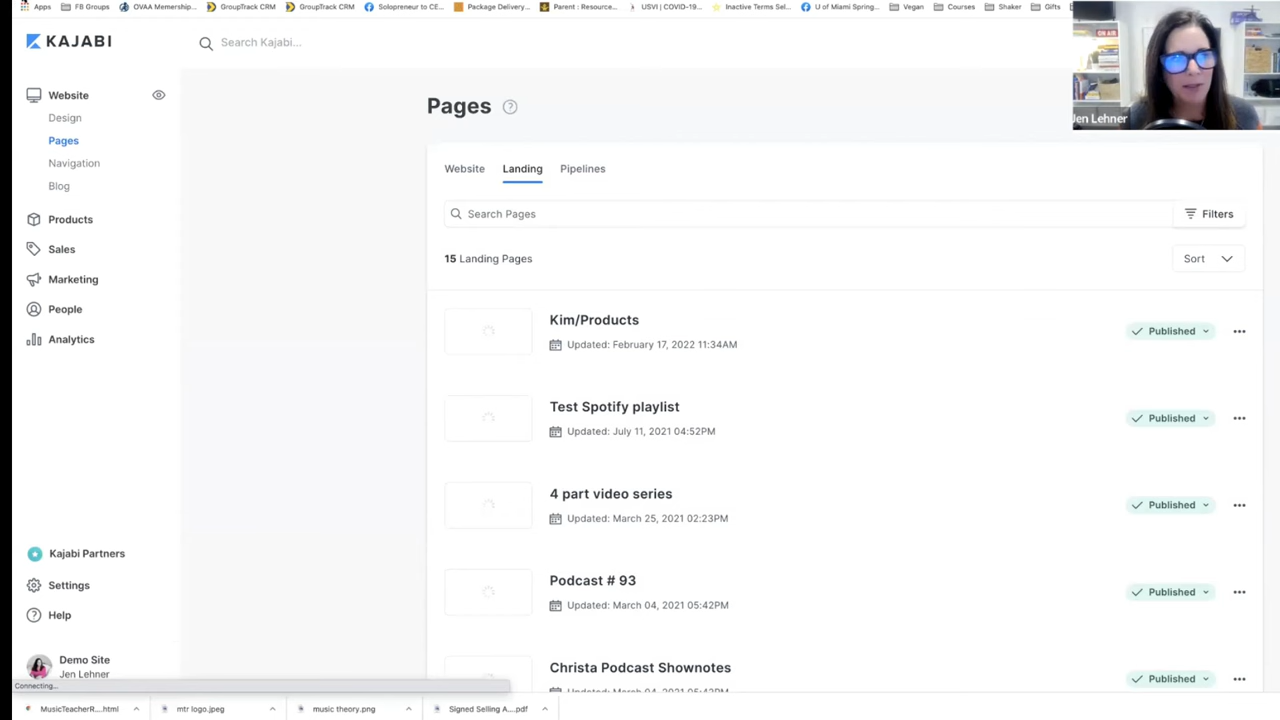 Apps FB Groups OVAA Memership... GroupTrack CRM GroupTrack CRM Solopreneur to CE... Package Delivery... Parent : Resource... USVI | COVID-19... Inactive Terms Sel... U of Miami Spring... Vegan Courses Shaker Gifts
KAJABI
Search Kajabi...
ON AIR
Jen Lehner
Website
Design
Pages
Navigation
Blog
Products
Sales
Marketing
People
Analytics
Kajabi Partners
Settings
Help
Demo Site
Jen Lehner
Connecting...
Pages
Website Landing Pipelines
Search Pages
Filters
15 Landing Pages
Sort
Kim/Products
Updated: February 17, 2022 11:34AM
Published
Test Spotify playlist
Updated: July 11, 2021 04:52PM
Published
4 part video series
Updated: March 25, 2021 02:23PM
Published
Podcast # 93
Updated: March 04, 2021 05:42PM
Published
Christa Podcast Shownotes
Updated: March 04, 2021 05:42PM
Published
MusicTeacherR....html mtr logo.jpeg music theory.png Signed Selling A....pdf